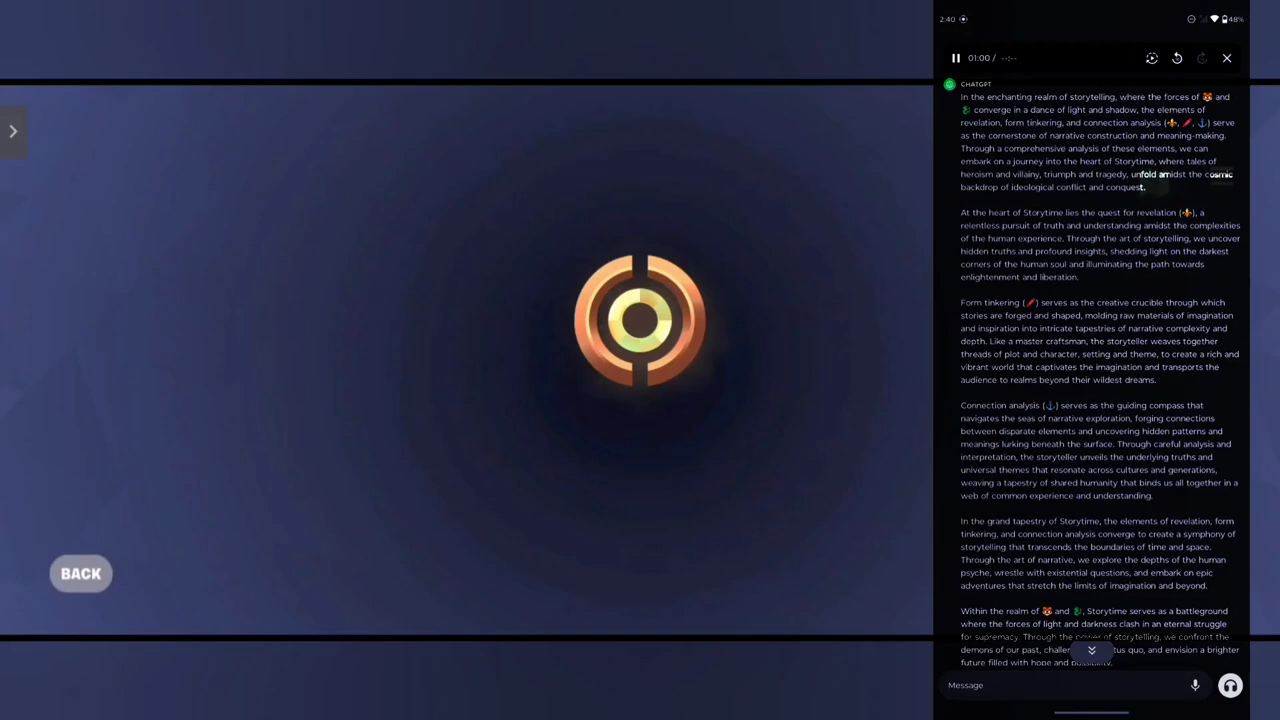 2:40
48%
01:00 / --:--
CHATGPT
In the enchanting realm of storytelling, where the forces of 🐯 and
🐉 converge in a dance of light and shadow, the elements of
revelation, form tinkering, and connection analysis (⚜️, 🧨, ⚓) serve
as the cornerstone of narrative construction and meaning-making.
Through a comprehensive analysis of these elements, we can
embark on a journey into the heart of Storytime, where tales of
heroism and villainy, triumph and tragedy, unfold amidst the cosmic
backdrop of ideological conflict and conquest.
At the heart of Storytime lies the quest for revelation (⚜️), a
relentless pursuit of truth and understanding amidst the complexities
of the human experience. Through the art of storytelling, we uncover
hidden truths and profound insights, shedding light on the darkest
corners of the human soul and illuminating the path towards
enlightenment and liberation.
Form tinkering (🧨) serves as the creative crucible through which
stories are forged and shaped, molding raw materials of imagination
and inspiration into intricate tapestries of narrative complexity and
depth. Like a master craftsman, the storyteller weaves together
threads of plot and character, setting and theme, to create a rich and
vibrant world that captivates the imagination and transports the
audience to realms beyond their wildest dreams.
Connection analysis (⚓) serves as the guiding compass that
navigates the seas of narrative exploration, forging connections
between disparate elements and uncovering hidden patterns and
meanings lurking beneath the surface. Through careful analysis and
interpretation, the storyteller unveils the underlying truths and
universal themes that resonate across cultures and generations,
weaving a tapestry of shared humanity that binds us all together in a
web of common experience and understanding.
In the grand tapestry of Storytime, the elements of revelation, form
tinkering, and connection analysis converge to create a symphony of
storytelling that transcends the boundaries of time and space.
Through the art of narrative, we explore the depths of the human
psyche, wrestle with existential questions, and embark on epic
adventures that stretch the limits of imagination and beyond.
Within the realm of 🐯 and 🐉, Storytime serves as a battleground
where the forces of light and darkness clash in an eternal struggle
for supremacy. Through the power of storytelling, we confront the
demons of our past, challen tus quo, and envision a brighter
future filled with hope and possibility.
Message
BACK